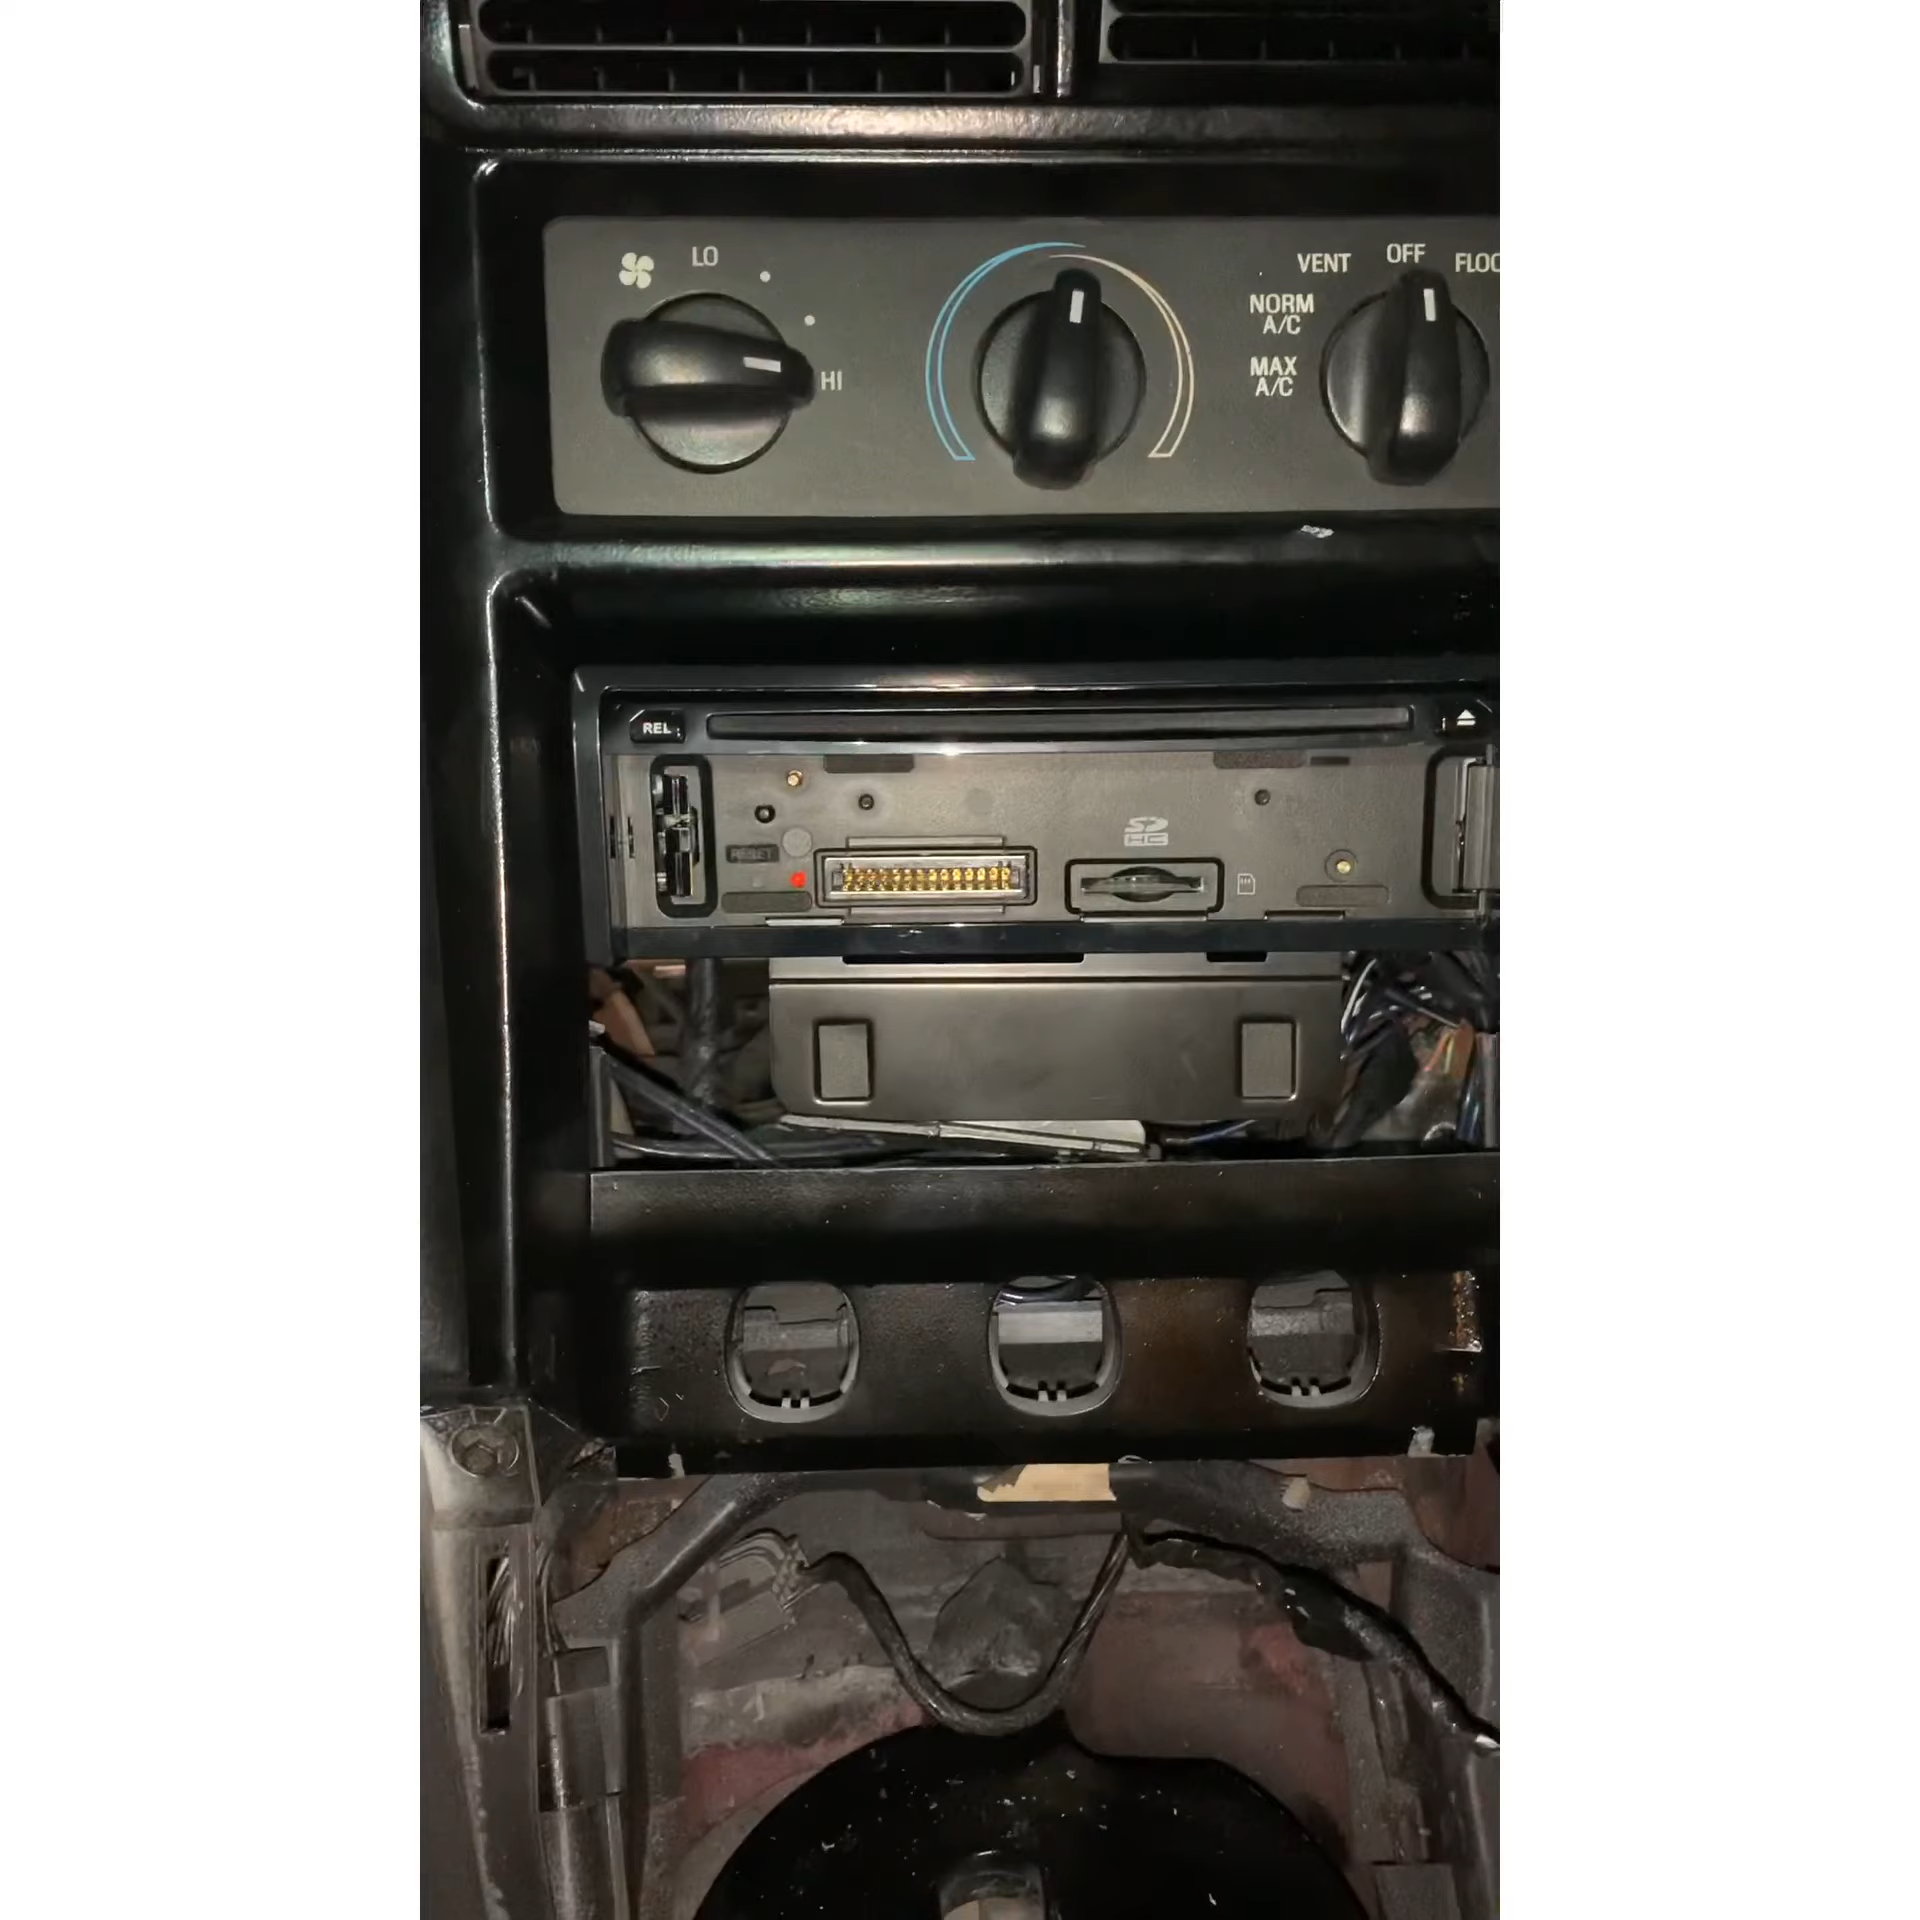 LO
HI
VENT
OFF
NORM
A/C
MAX
A/C
REL
RESET
SD
HC